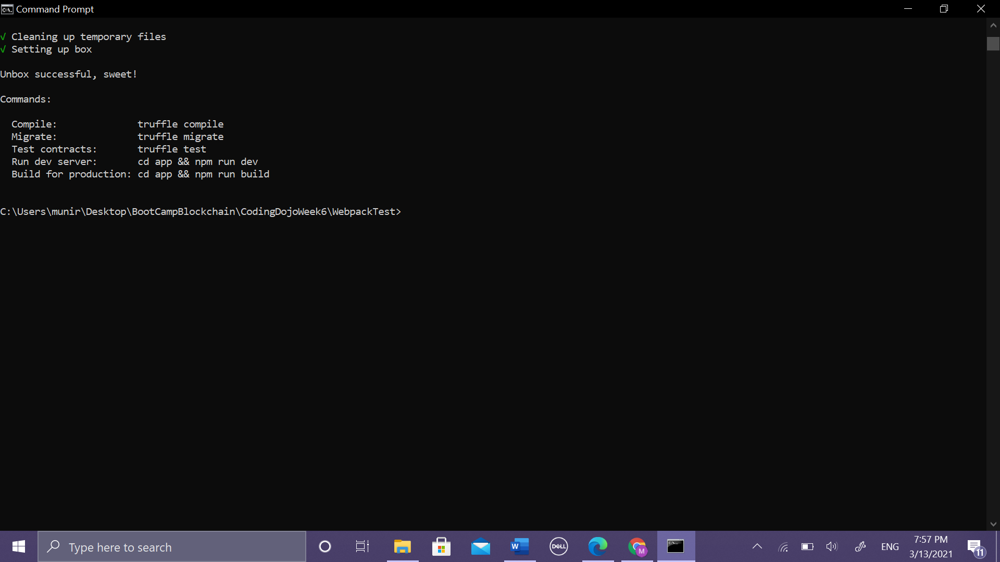 Command Prompt
√ Cleaning up temporary files
√ Setting up box
Unbox successful, sweet!
Commands:
Compile: truffle compile
Migrate: truffle migrate
Test contracts: truffle test
Run dev server: cd app && npm run dev
Build for production: cd app && npm run build
C:\Users\munir\Desktop\BootCampBlockchain\CodingDojoWeek6\WebpackTest>
Type here to search
W
DELL
M
ENG
7:57 PM
3/13/2021
11